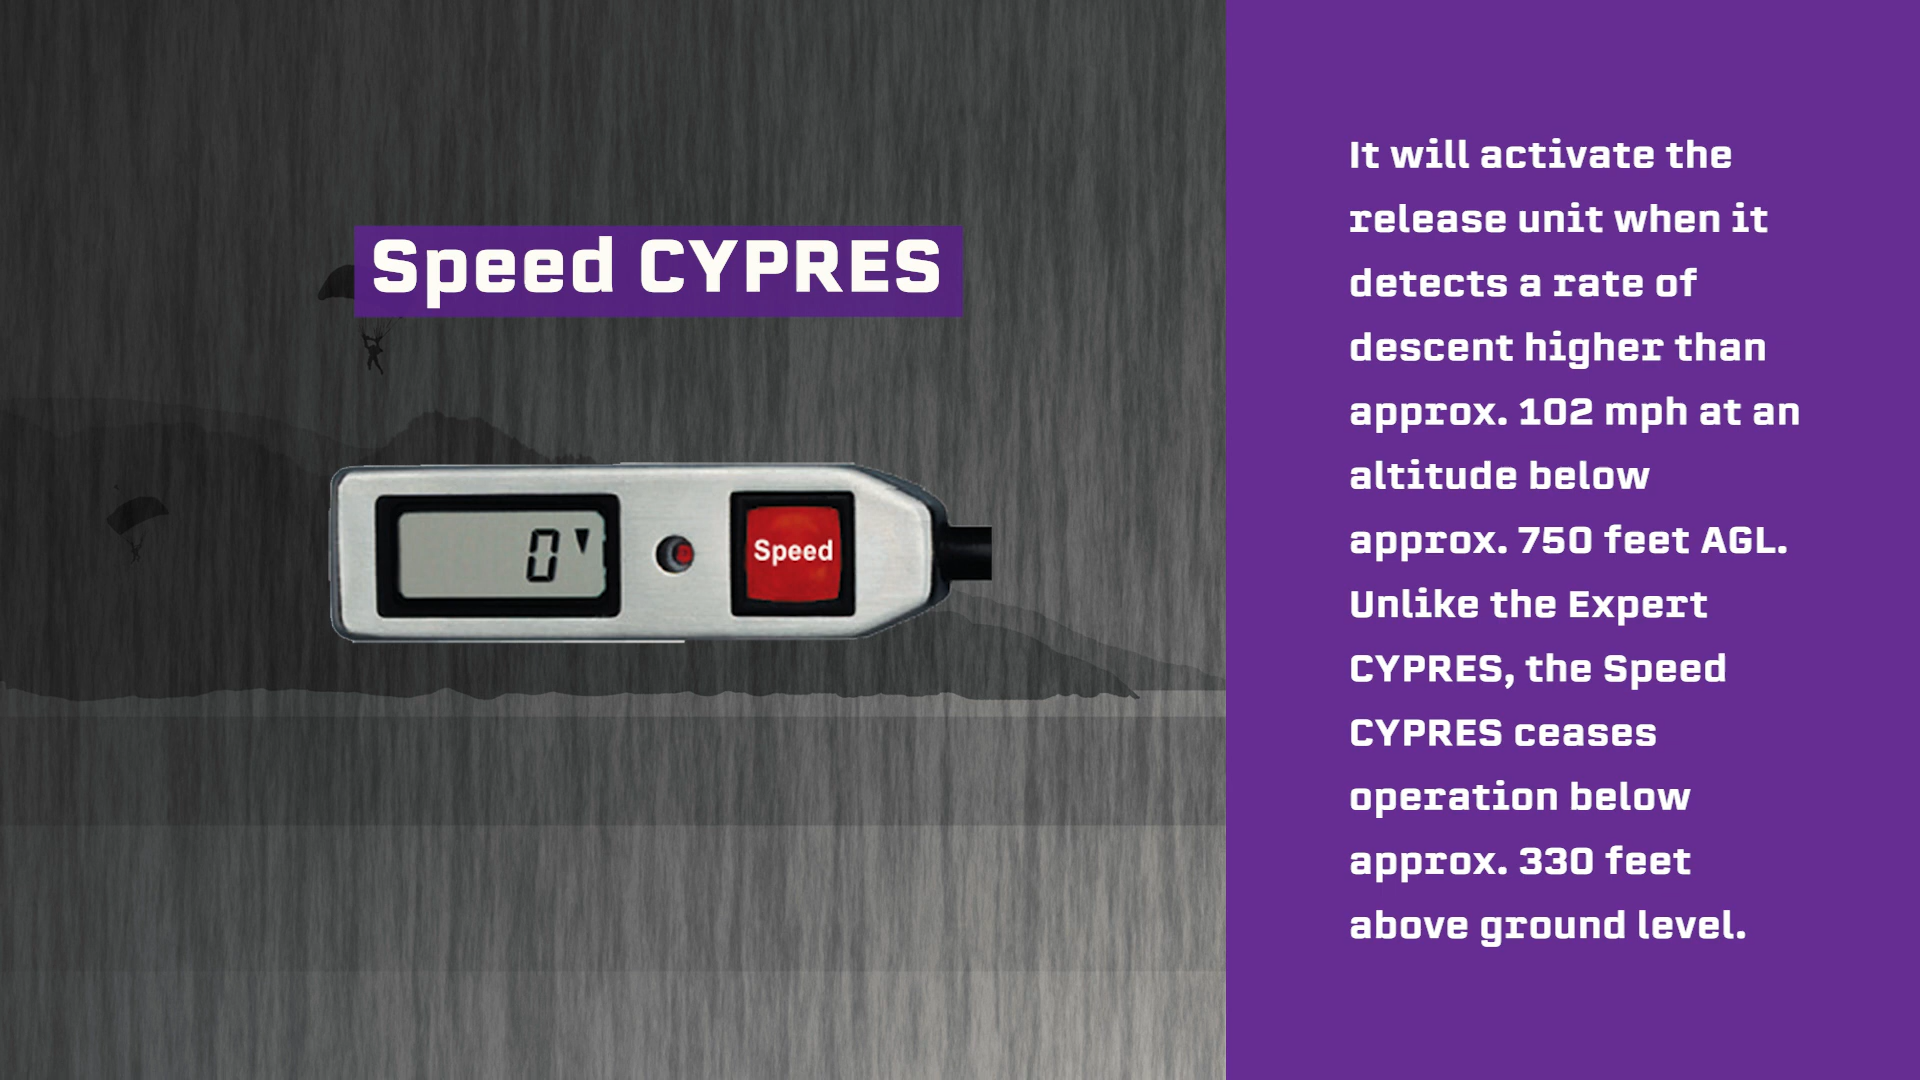 Speed CYPRES
0
Speed
It will activate the
release unit when it
detects a rate of
descent higher than
approx. 102 mph at an
altitude below
approx. 750 feet AGL.
Unlike the Expert
CYPRES, the Speed
CYPRES ceases
operation below
approx. 330 feet
above ground level.